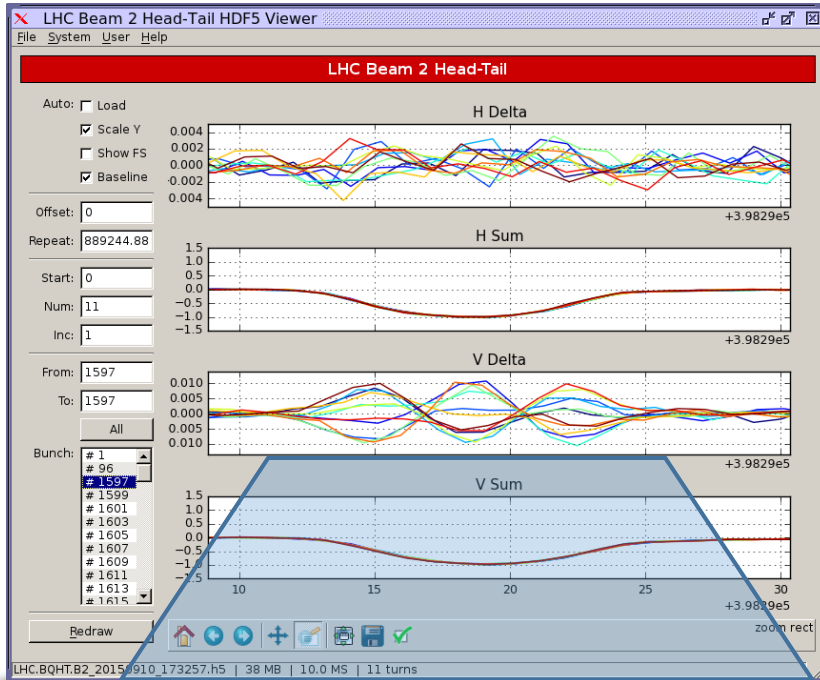 LHC Beam 2 Head-Tail HDF5 Viewer
File System User Help
LHC Beam 2 Head-Tail
Auto: Load
Scale Y
Show FS
Baseline
Offset: 0
Repeat: 889244.88
Start: 0
Num: 11
Inc: 1
From: 1597
To: 1597
All
Bunch: # 1
# 96
# 1597
# 1599
# 1601
# 1603
# 1605
# 1607
# 1609
# 1611
# 1613
# 1615
Redraw
H Delta
0.004
0.002
0.000
0.002
0.004
+3.9829e5
H Sum
1.5
1.0
0.5
0.0
−0.5
−1.0
−1.5
+3.9829e5
V Delta
0.010
0.005
0.000
0.005
0.010
+3.9829e5
V Sum
1.5
1.0
0.5
0.0
−0.5
−1.0
−1.5
10 15 20 25 30
+3.9829e5
zoom rect
LHC.BQHT.B2_20150910_173257.h5 | 38 MB | 10.0 MS | 11 turns